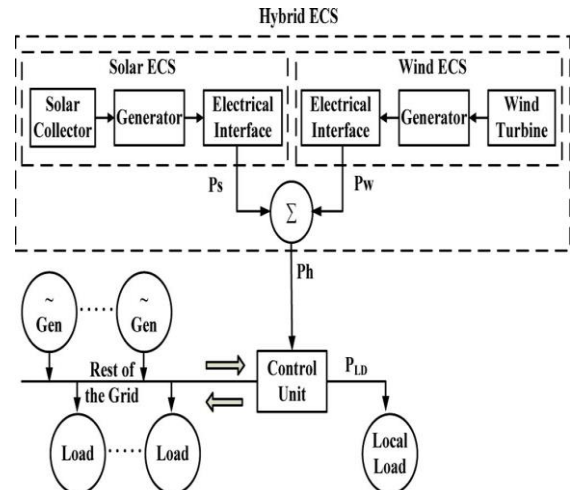 Hybrid ECS
Solar ECS
Wind ECS
Solar
Collector
Generator
Electrical
Interface
Electrical
Interface
Generator
Wind
Turbine
Ps
Pw
Σ
Ph
~
Gen
......
~
Gen
Rest of
the Grid
Control
Unit
PLD
Load
......
Load
Local
Load